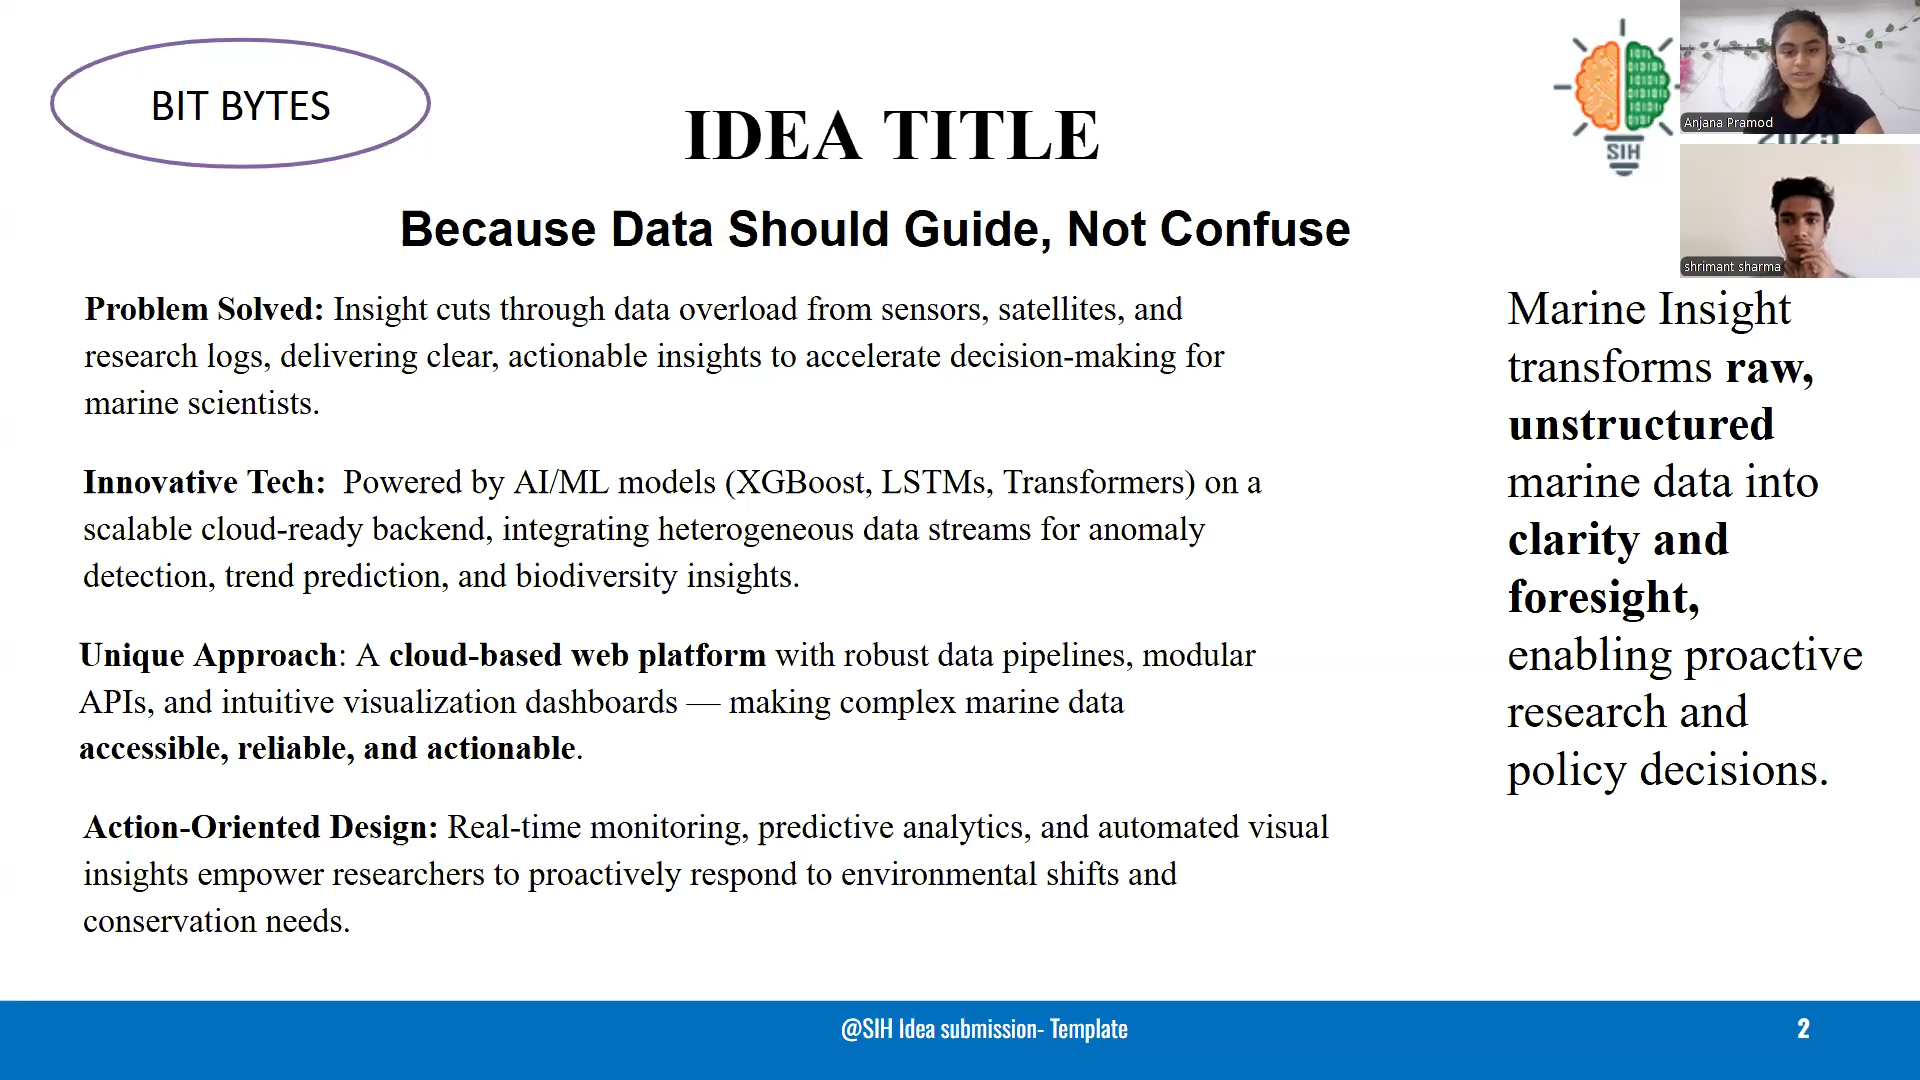 BIT BYTES
IDEA TITLE
SIH
2025
Anjana Pramod
shrimant sharma
Because Data Should Guide, Not Confuse
Problem Solved: Insight cuts through data overload from sensors, satellites, and
research logs, delivering clear, actionable insights to accelerate decision-making for
marine scientists.
Innovative Tech: Powered by AI/ML models (XGBoost, LSTMs, Transformers) on a
scalable cloud-ready backend, integrating heterogeneous data streams for anomaly
detection, trend prediction, and biodiversity insights.
Unique Approach: A cloud-based web platform with robust data pipelines, modular
APIs, and intuitive visualization dashboards — making complex marine data
accessible, reliable, and actionable.
Action-Oriented Design: Real-time monitoring, predictive analytics, and automated visual
insights empower researchers to proactively respond to environmental shifts and
conservation needs.
Marine Insight
transforms raw,
unstructured
marine data into
clarity and
foresight,
enabling proactive
research and
policy decisions.
@SIH Idea submission- Template
2